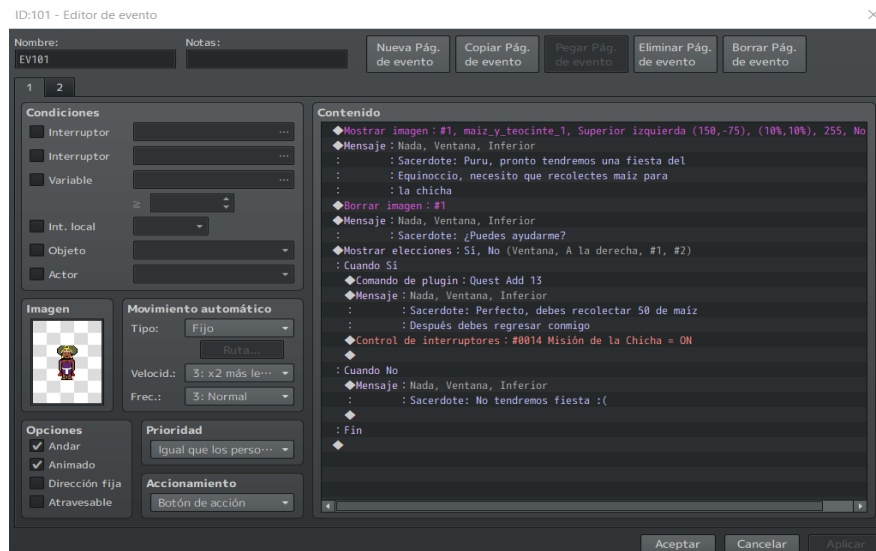 ID:101 - Editor de evento
Nombre:
Notas:
EV101
Nueva Pág. de evento
Copiar Pág. de evento
Pegar Pág. de evento
Eliminar Pág. de evento
Borrar Pág. de evento
1 2
Condiciones
Interruptor ...
Interruptor ...
Variable ...
≥
Int. local
Objeto
Actor
Imagen
Movimiento automático
Tipo: Fijo
Ruta...
Velocid.: 3: x2 más le...
Frec.: 3: Normal
Opciones
Andar
Animado
Dirección fija
Atravesable
Prioridad
Igual que los perso...
Accionamiento
Botón de acción
Contenido
◆Mostrar imagen：#1, maiz_y_teocinte_1, Superior izquierda (150,-75), (10%,10%), 255, No
◆Mensaje：Nada, Ventana, Inferior
: : Sacerdote: Puru, pronto tendremos una fiesta del
: : Equinoccio, necesito que recolectes maíz para
: : la chicha
◆Borrar imagen：#1
◆Mensaje：Nada, Ventana, Inferior
: : Sacerdote: ¿Puedes ayudarme?
◆Mostrar elecciones：Sí, No (Ventana, A la derecha, #1, #2)
: Cuando Sí
◆Comando de plugin：Quest Add 13
◆Mensaje：Nada, Ventana, Inferior
: : Sacerdote: Perfecto, debes recolectar 50 de maíz
: : Después debes regresar conmigo
◆Control de interruptores：#0014 Misión de la Chicha = ON
◆
: Cuando No
◆Mensaje：Nada, Ventana, Inferior
: : Sacerdote: No tendremos fiesta :(
◆
: Fin
◆
Aceptar
Cancelar
Aplicar